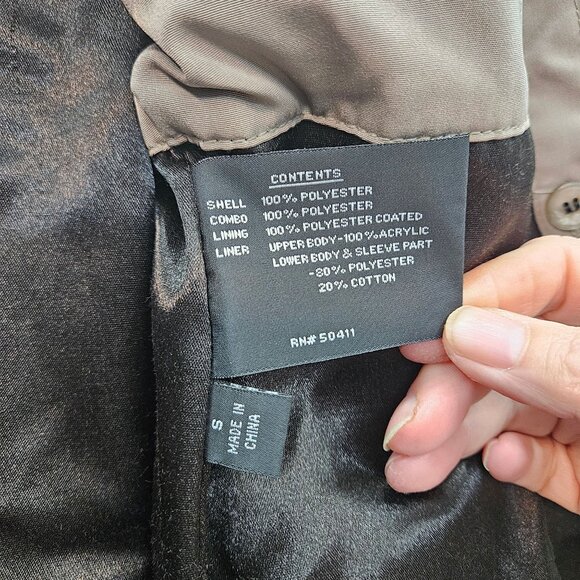 CONTENTS
SHELL 100% POLYESTER
COMBO 100% POLYESTER
LINING 100% POLYESTER COATED
LINER UPPER BODY-100% ACRYLIC
LOWER BODY & SLEEVE PART
-80% POLYESTER
20% COTTON
RN# 50411
S
MADE IN
CHINA